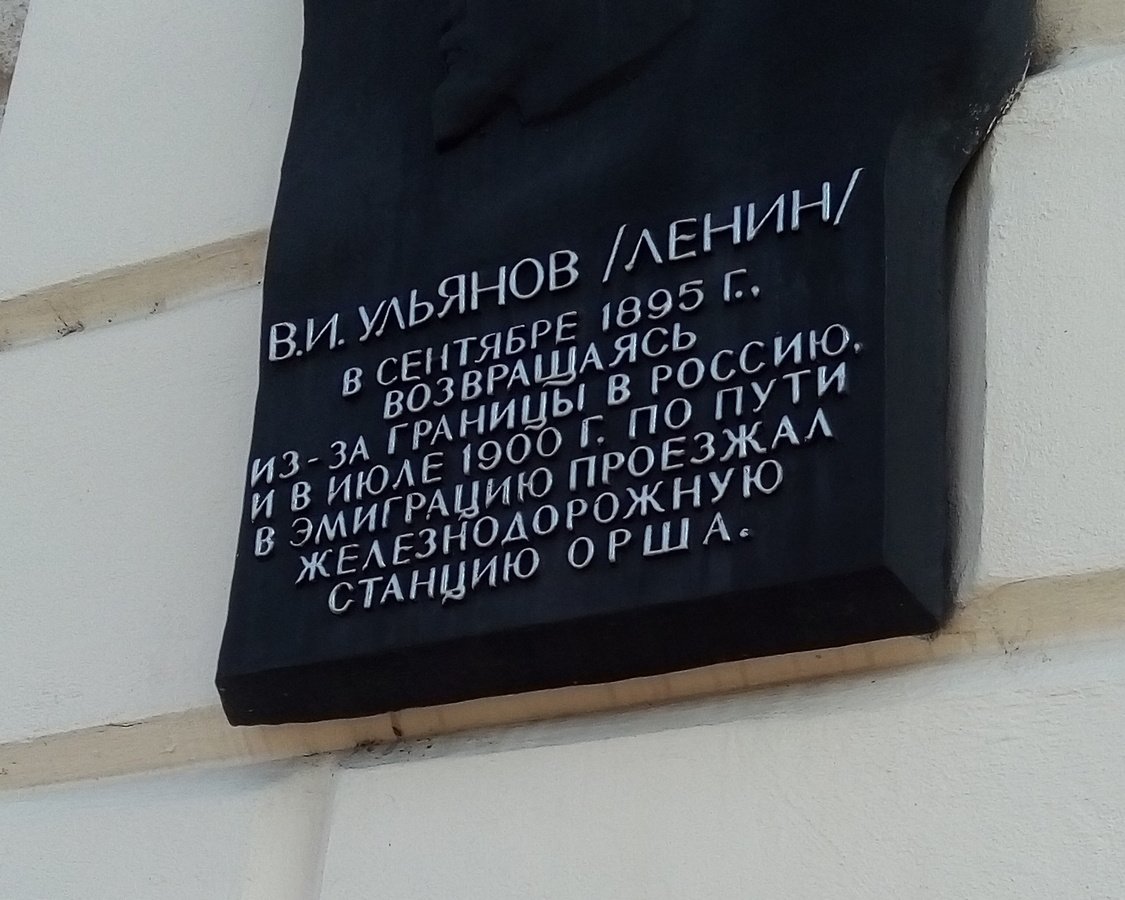 В.И. УЛЬЯНОВ /ЛЕНИН/
В СЕНТЯБРЕ 1895 Г.,
ВОЗВРАЩАЯСЬ
ИЗ-ЗА ГРАНИЦЫ В РОССИЮ,
И В ИЮЛЕ 1900 Г. ПО ПУТИ
В ЭМИГРАЦИЮ ПРОЕЗЖАЛ
ЖЕЛЕЗНОДОРОЖНУЮ
СТАНЦИЮ ОРША.